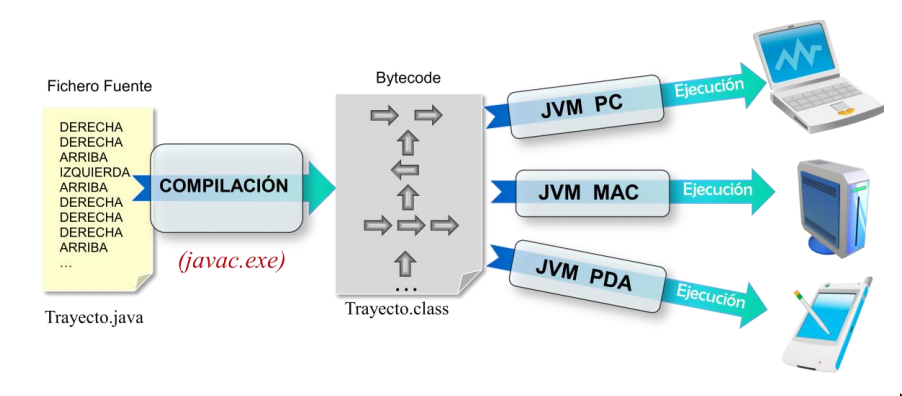 Fichero Fuente
DERECHA
DERECHA
ARRIBA
IZQUIERDA
ARRIBA
DERECHA
DERECHA
DERECHA
ARRIBA
...
Trayecto.java
COMPILACIÓN
(javac.exe)
Bytecode
...
Trayecto.class
JVM PC
Ejecución
JVM MAC
Ejecución
JVM PDA
Ejecución